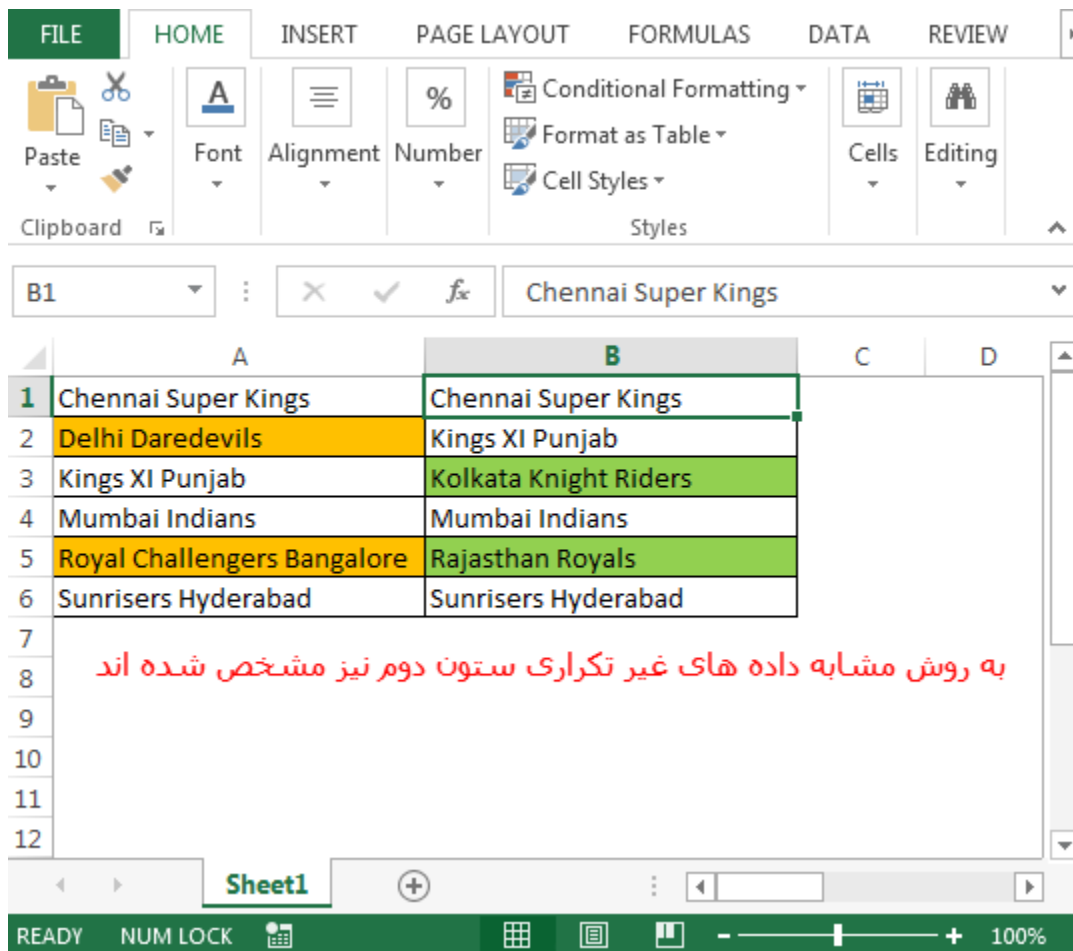 FILE HOME INSERT PAGE LAYOUT FORMULAS DATA REVIEW
Paste
Clipboard
Font
Alignment
%
Number
Conditional Formatting
Format as Table
Cell Styles
Styles
Cells
Editing
B1 fx Chennai Super Kings
A B C D
1 Chennai Super Kings Chennai Super Kings
2 Delhi Daredevils Kings XI Punjab
3 Kings XI Punjab Kolkata Knight Riders
4 Mumbai Indians Mumbai Indians
5 Royal Challengers Bangalore Rajasthan Royals
6 Sunrisers Hyderabad Sunrisers Hyderabad
7
8
به روش مشابه داده های غیر تکراری ستون دوم نیز مشخص شده اند
9
10
11
12
Sheet1
READY NUM LOCK 100%